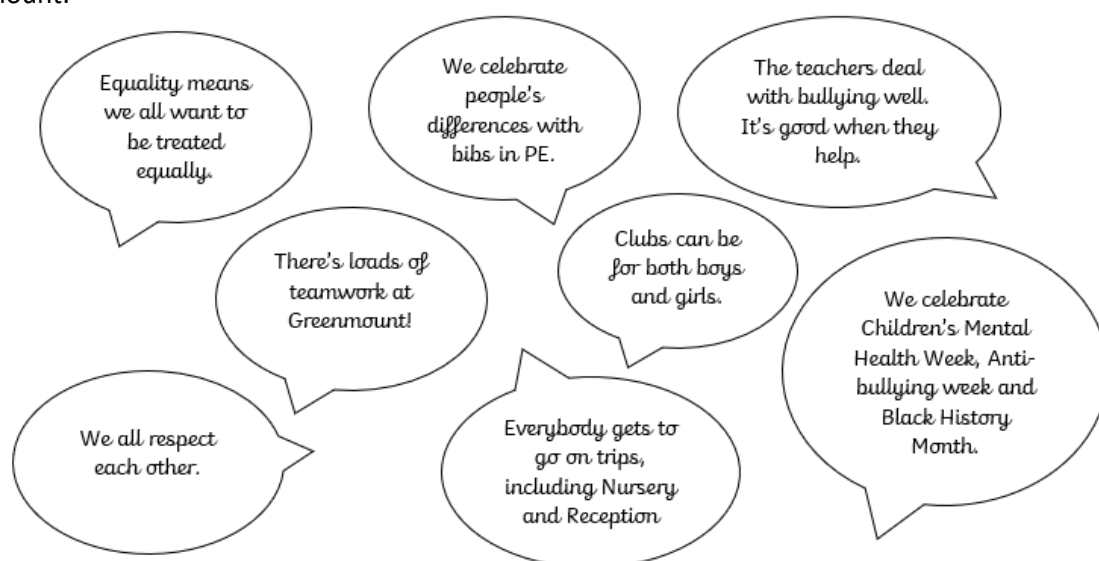 Equality means
we all want to
be treated
equally.
We celebrate
people's
differences with
bibs in PE.
The teachers deal
with bullying well.
It's good when they
help.
There's loads of
teamwork at
Greenmount!
Clubs can be
for both boys
and girls.
We celebrate
Children's Mental
Health Week, Anti-
bullying week and
Black History
Month.
We all respect
each other.
Everybody gets to
go on trips,
including Nursery
and Reception